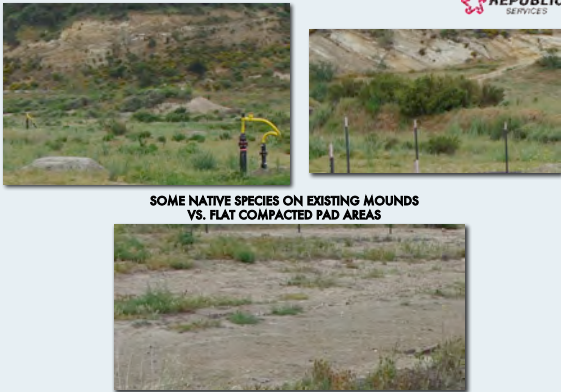 REPUBLIC
SERVICES
SOME NATIVE SPECIES ON EXISTING MOUNDS
VS. FLAT COMPACTED PAD AREAS